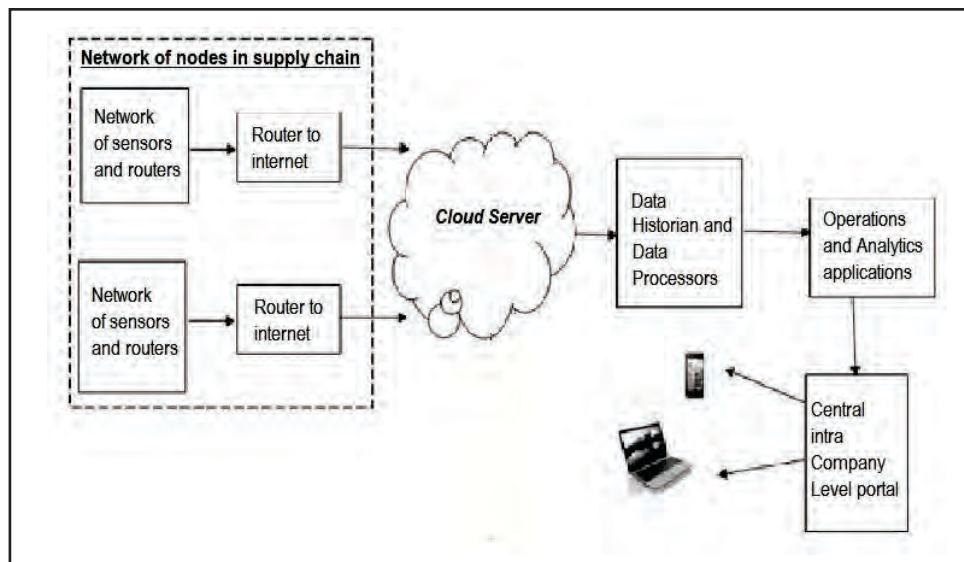 Network of nodes in supply chain
Network
of sensors
and routers
Router to
internet
Network
of sensors
and routers
Router to
internet
Cloud Server
Data
Historian and
Data
Processors
Operations
and Analytics
applications
Central
intra
Company
Level portal